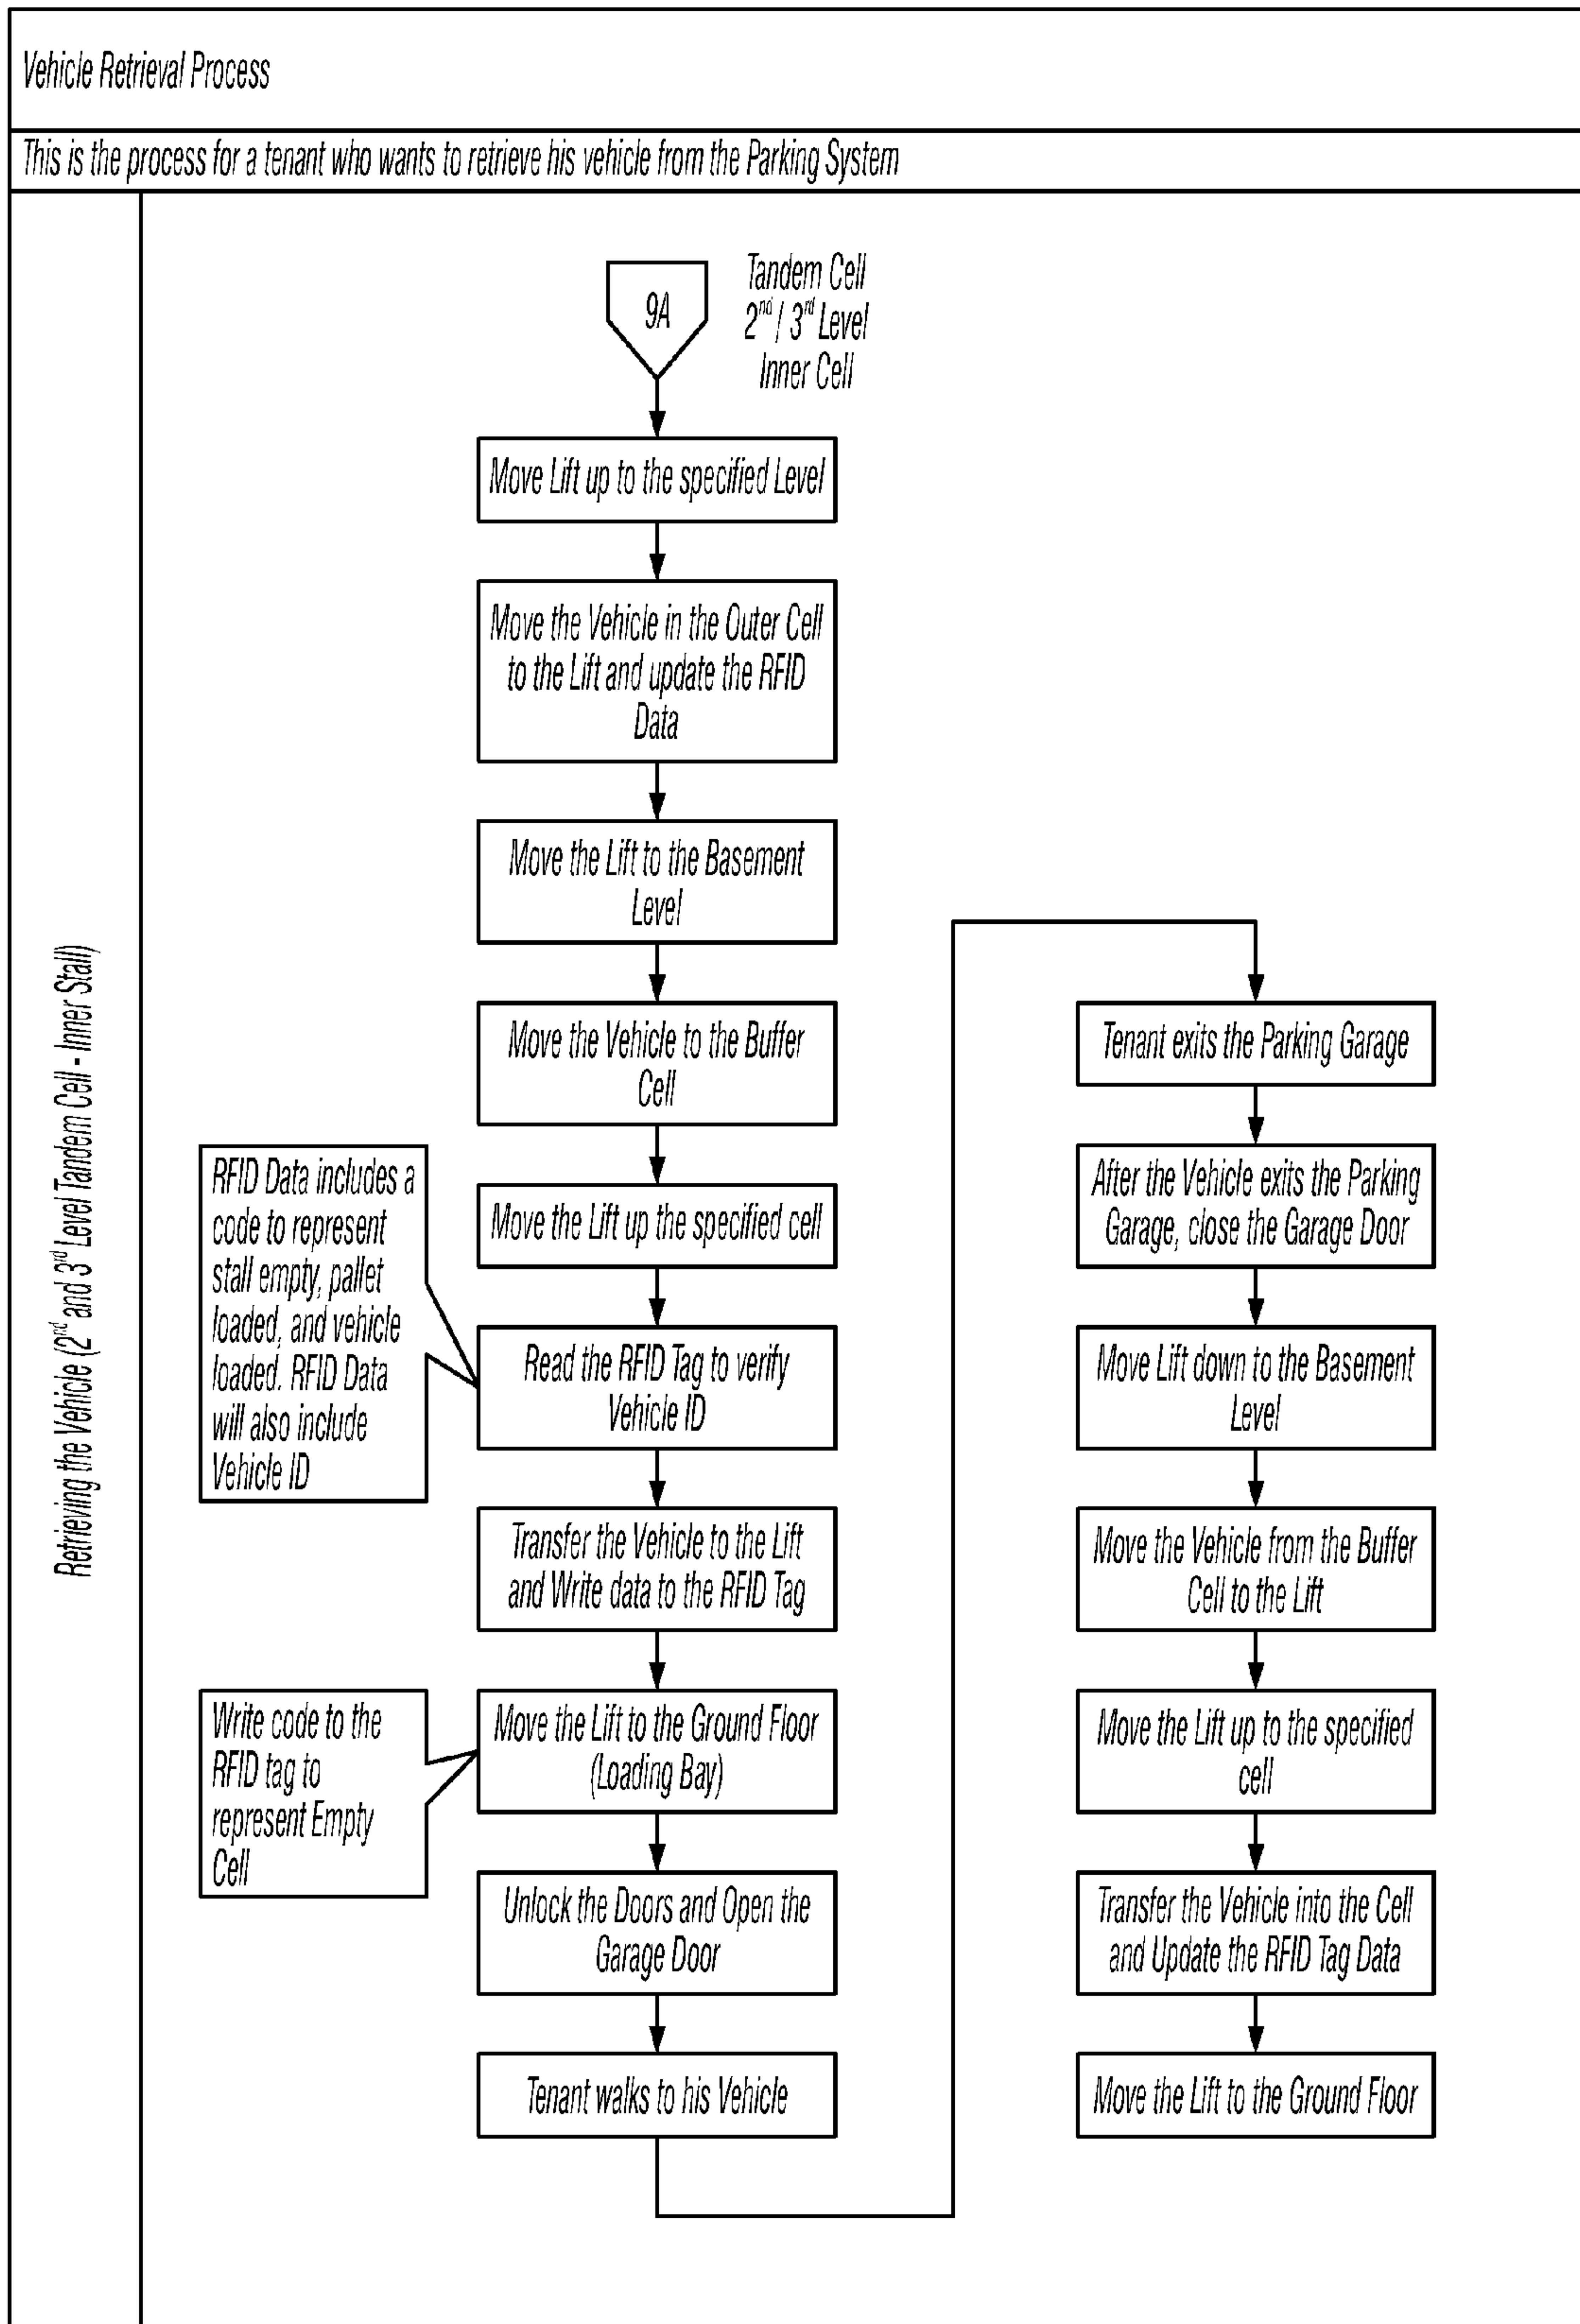 Vehicle Retrieval Process
This is the process for a tenant who wants to retrieve his vehicle from the Parking System
Retrieving the Vehicle (2nd and 3rd Level Tandem Cell - Inner Stall)
9A
Tandem Cell
2nd / 3rd Level
Inner Cell
Move Lift up to the specified Level
Move the Vehicle in the Outer Cell
to the Lift and update the RFID
Data
Move the Lift to the Basement
Level
Move the Vehicle to the Buffer
Cell
Move the Lift up the specified cell
RFID Data includes a
code to represent
stall empty, pallet
loaded, and vehicle
loaded. RFID Data
will also include
Vehicle ID
Read the RFID Tag to verify
Vehicle ID
Transfer the Vehicle to the Lift
and Write data to the RFID Tag
Write code to the
RFID tag to
represent Empty
Cell
Move the Lift to the Ground Floor
(Loading Bay)
Unlock the Doors and Open the
Garage Door
Tenant walks to his Vehicle
Tenant exits the Parking Garage
After the Vehicle exits the Parking
Garage, close the Garage Door
Move Lift down to the Basement
Level
Move the Vehicle from the Buffer
Cell to the Lift
Move the Lift up to the specified
cell
Transfer the Vehicle into the Cell
and Update the RFID Tag Data
Move the Lift to the Ground Floor